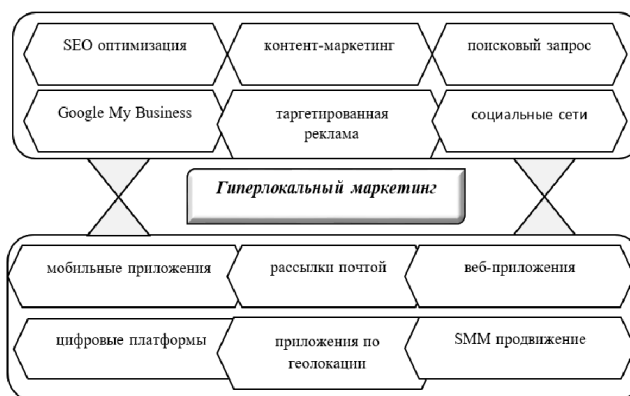 SEO оптимизация
контент-маркетинг
поисковый запрос
Google My Business
таргетированная
реклама
социальные сети
Гиперлокальный маркетинг
мобильные приложения
рассылки почтой
веб-приложения
цифровые платформы
приложения по
геолокации
SMM продвижение